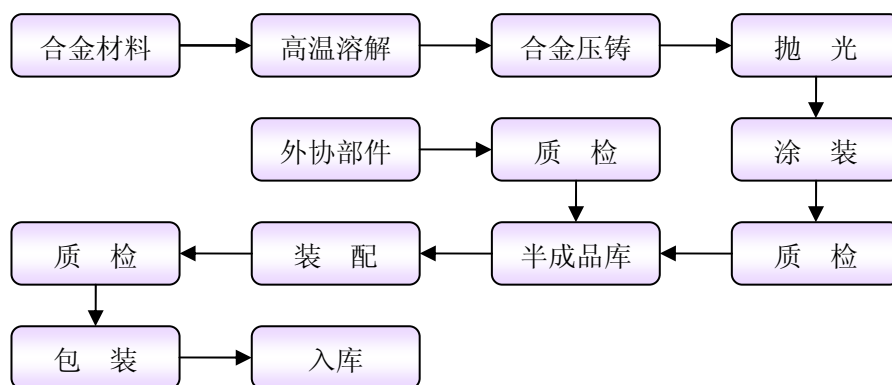 合金材料
高温溶解
合金压铸
抛 光
外协部件
质 检
涂 装
质 检
装 配
半成品库
质 检
包 装
入库